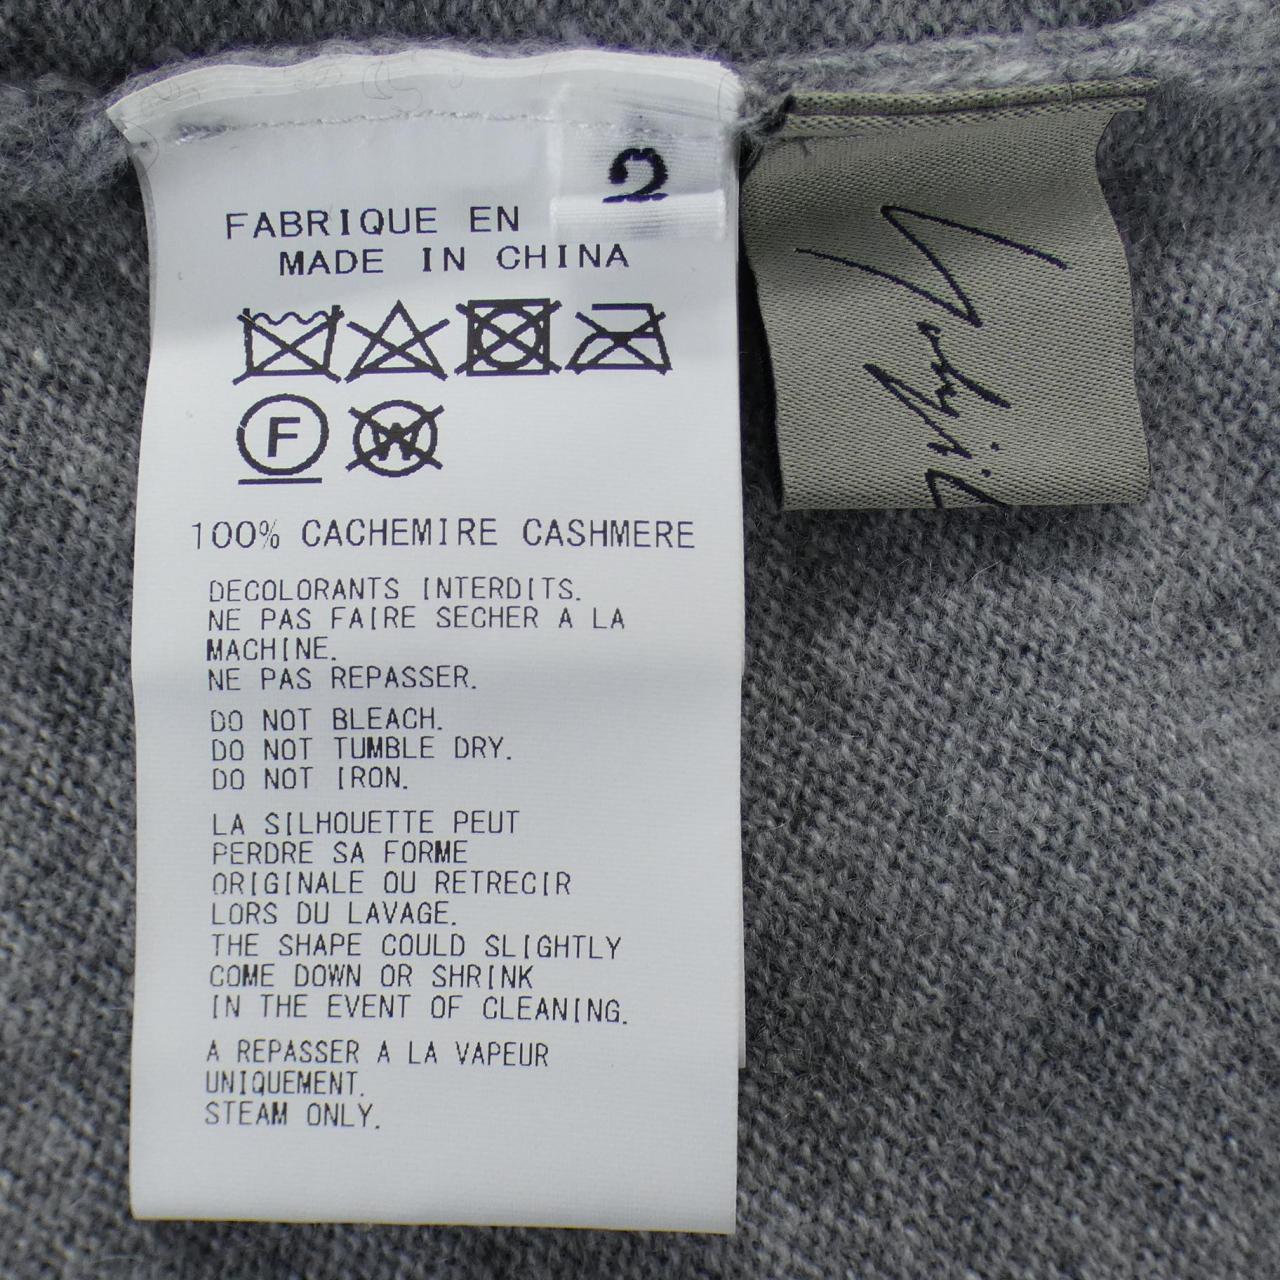 2
FABRIQUE EN
MADE IN CHINA
F
W
100% CACHEMIRE CASHMERE
DECOLORANTS INTERDITS.
NE PAS FAIRE SECHER A LA
MACHINE.
NE PAS REPASSER.
DO NOT BLEACH.
DO NOT TUMBLE DRY.
DO NOT IRON.
LA SILHOUETTE PEUT
PERDRE SA FORME
ORIGINALE OU RETRECIR
LORS DU LAVAGE.
THE SHAPE COULD SLIGHTLY
COME DOWN OR SHRINK
IN THE EVENT OF CLEANING.
A REPASSER A LA VAPEUR
UNIQUEMENT.
STEAM ONLY.